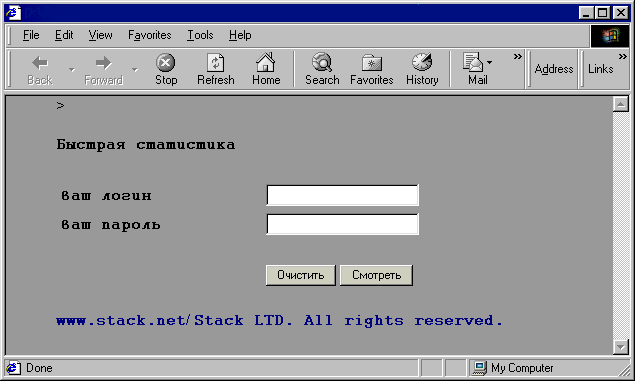 File Edit View Favorites Tools Help
Back Forward Stop Refresh Home Search Favorites History Mail » Address Links »
>
Быстрая статистика
ваш логин
ваш пароль
Очистить Смотреть
www.stack.net/Stack LTD. All rights reserved.
Done My Computer